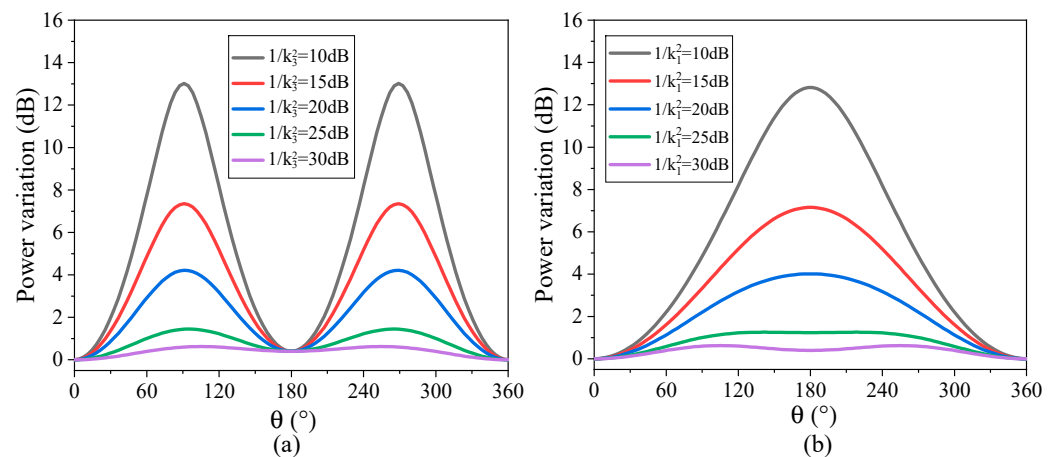 16
14
12
10
8
6
4
2
0
Power variation (dB)
1/k₃²=10dB
1/k₃²=15dB
1/k₃²=20dB
1/k₃²=25dB
1/k₃²=30dB
0 60 120 180 240 300 360
θ (°)
(a)
16
14
12
10
8
6
4
2
0
Power variation (dB)
1/k₁²=10dB
1/k₁²=15dB
1/k₁²=20dB
1/k₁²=25dB
1/k₁²=30dB
0 60 120 180 240 300 360
θ (°)
(b)